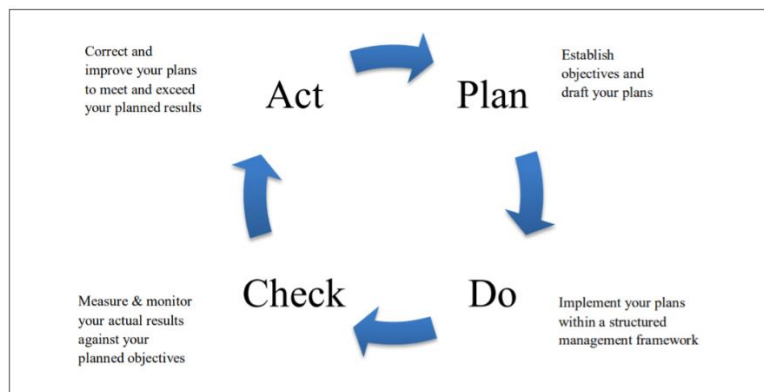 Correct and
improve your plans
to meet and exceed
your planned results
Act
Plan
Establish
objectives and
draft your plans
Measure & monitor
your actual results
against your
planned objectives
Check
Do
Implement your plans
within a structured
management framework